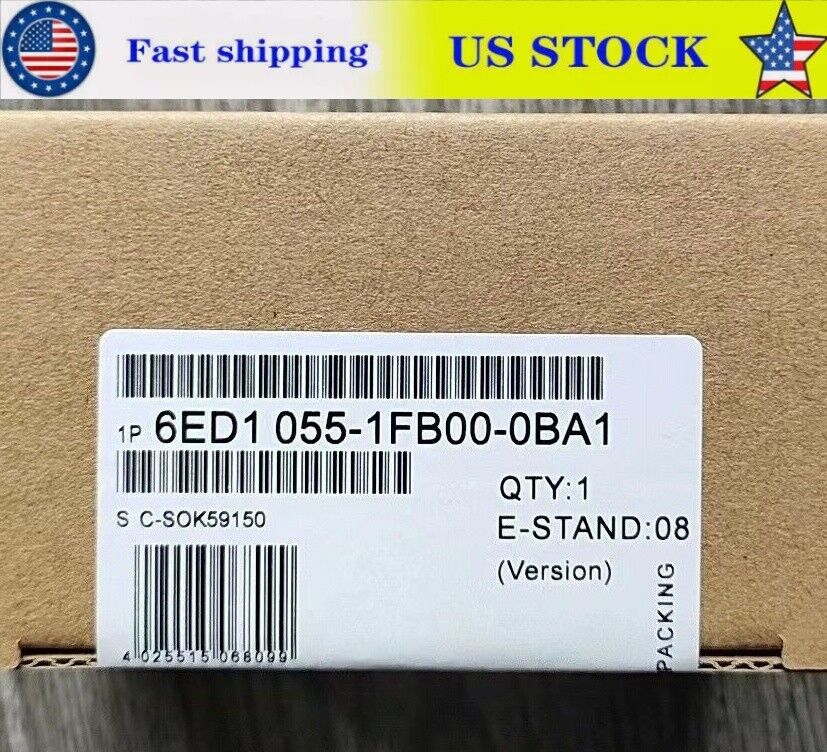 Fast shipping US STOCK
1P 6ED1 055-1FB00-0BA1
S C-SOK59150
QTY:1
E-STAND:08
(Version)
PACKING
4 025515 068099